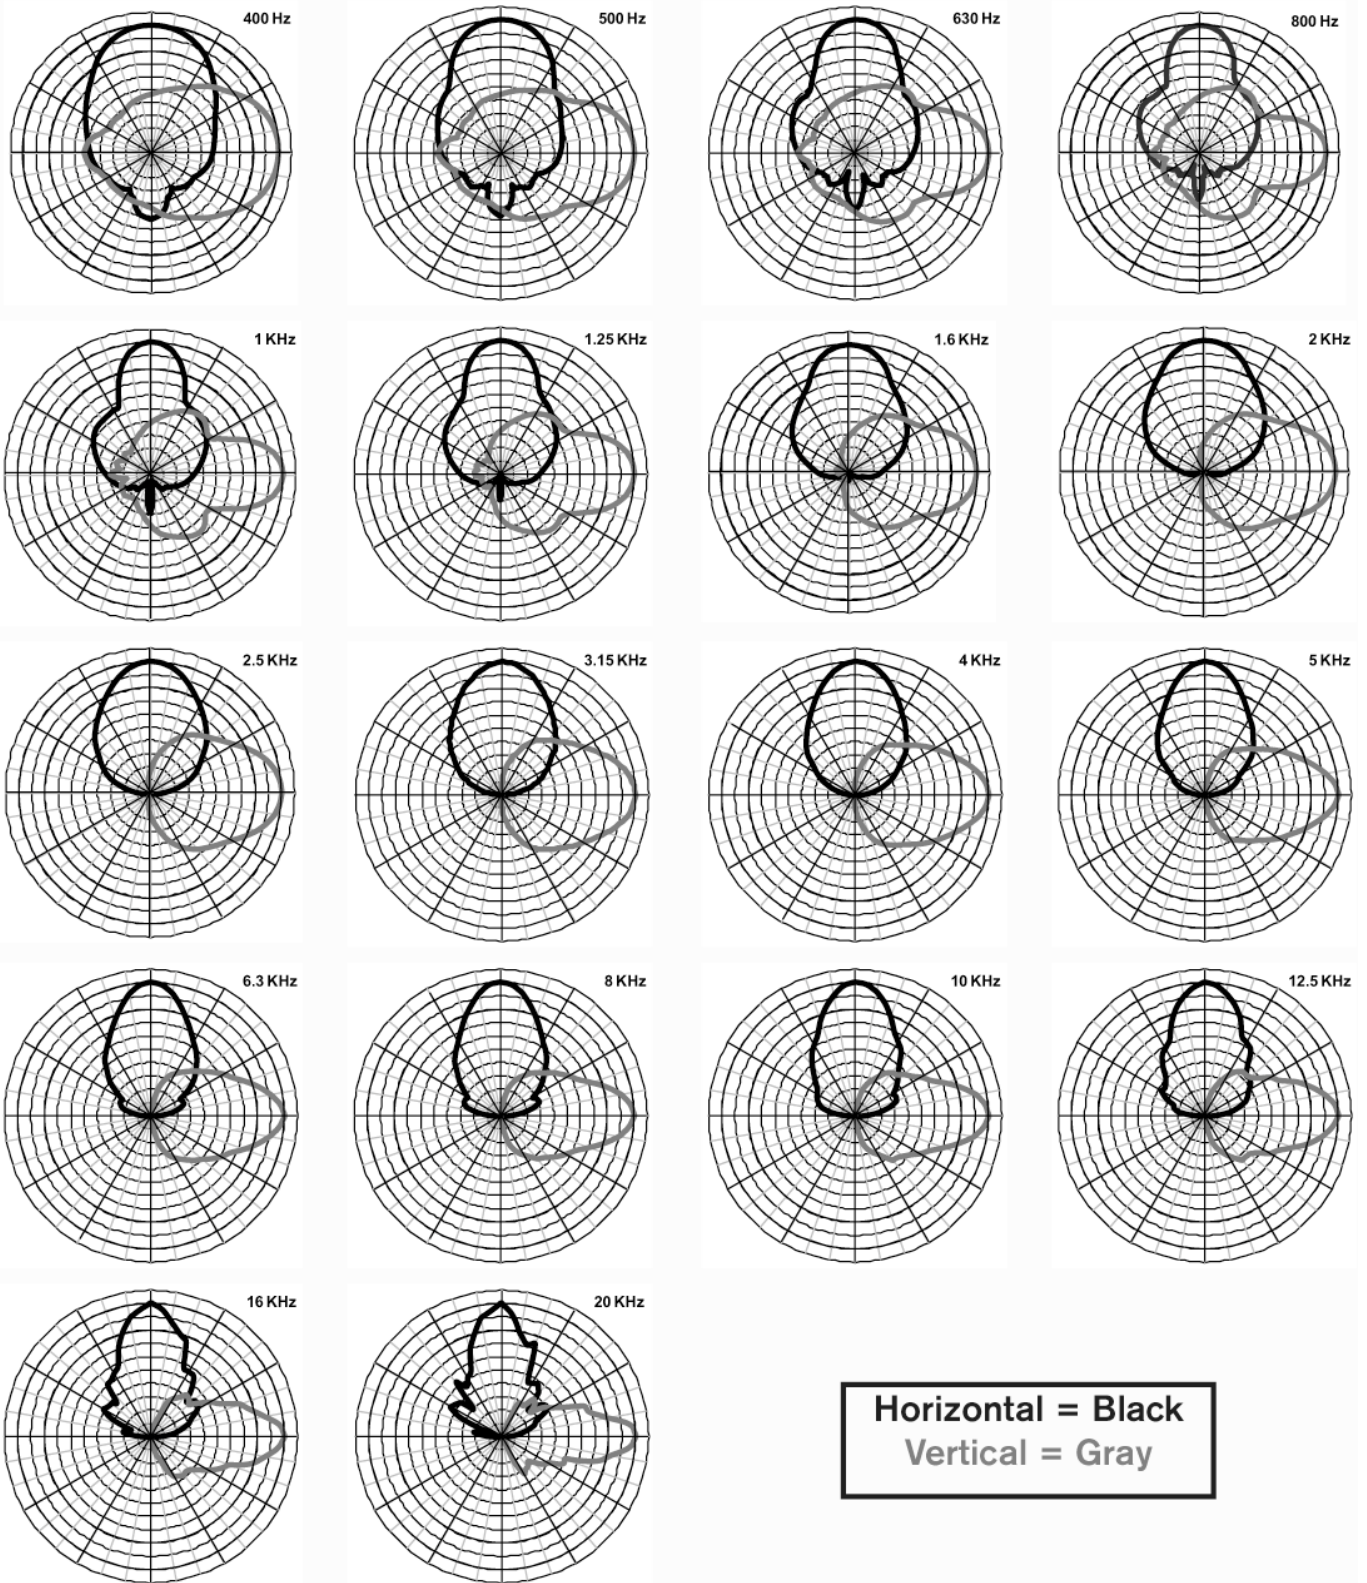 400 Hz
500 Hz
630 Hz
800 Hz
1 KHz
1.25 KHz
1.6 KHz
2 KHz
2.5 KHz
3.15 KHz
4 KHz
5 KHz
6.3 KHz
8 KHz
10 KHz
12.5 KHz
16 KHz
20 KHz
Horizontal = Black
Vertical = Gray